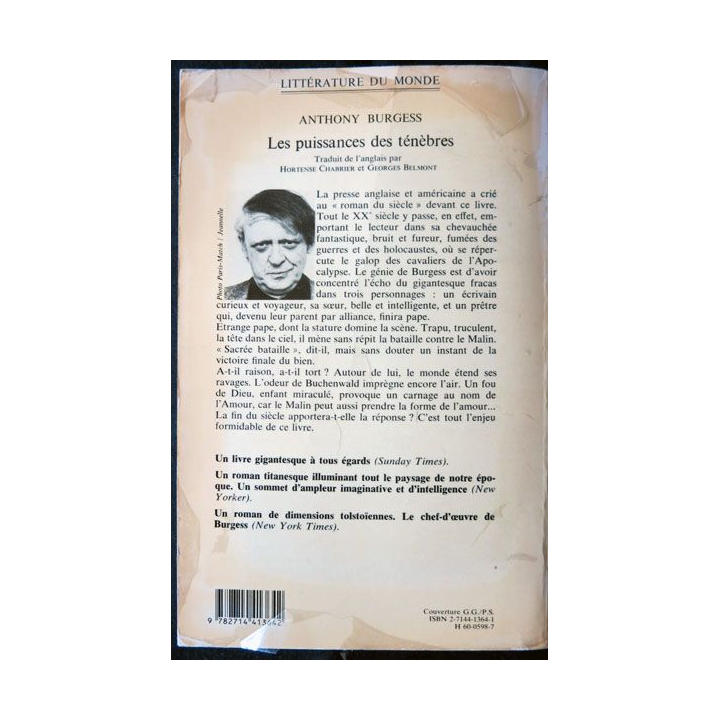 LITTÉRATURE DU MONDE
ANTHONY BURGESS
Les puissances des ténèbres
Traduit de l'anglais par
HORTENSE CHABRIER et GEORGES BELMONT
La presse anglaise et américaine a crié
au « roman du siècle » devant ce livre.
Tout le XXe siècle y passe, en effet, em-
portant le lecteur dans sa chevauchée
fantastique, bruit et fureur, fumées des
guerres et des holocaustes, où se réper-
cute le galop des cavaliers de l'Apo-
calypse. Le génie de Burgess est d'avoir
concentré l'écho du gigantesque fracas
dans trois personnages : un écrivain
curieux et voyageur, sa sœur, belle et intelligente, et un prêtre
qui, devenu leur parent par alliance, finira pape.
Etrange pape, dont la stature domine la scène. Trapu, truculent,
la tête dans le ciel, il mène sans répit la bataille contre le Malin.
« Sacrée bataille », dit-il, mais sans douter un instant de la
victoire finale du bien.
A-t-il raison, a-t-il tort ? Autour de lui, le monde étend ses
ravages. L'odeur de Buchenwald imprègne encore l'air. Un fou
de Dieu, enfant miraculé, provoque un carnage au nom de
l'Amour, car le Malin peut aussi prendre la forme de l'amour...
La fin du siècle apportera-t-elle la réponse ? C'est tout l'enjeu
formidable de ce livre.
Photo Paris-Match / Jeannelle
Un livre gigantesque à tous égards (Sunday Times).
Un roman titanesque illuminant tout le paysage de notre épo-
que. Un sommet d'ampleur imaginative et d'intelligence (New
Yorker).
Un roman de dimensions tolstoïennes. Le chef-d'œuvre de
Burgess (New York Times).
9 782714 413642
Couverture G.G./P.S.
ISBN 2-7144-1364-1
H 60-0598-7